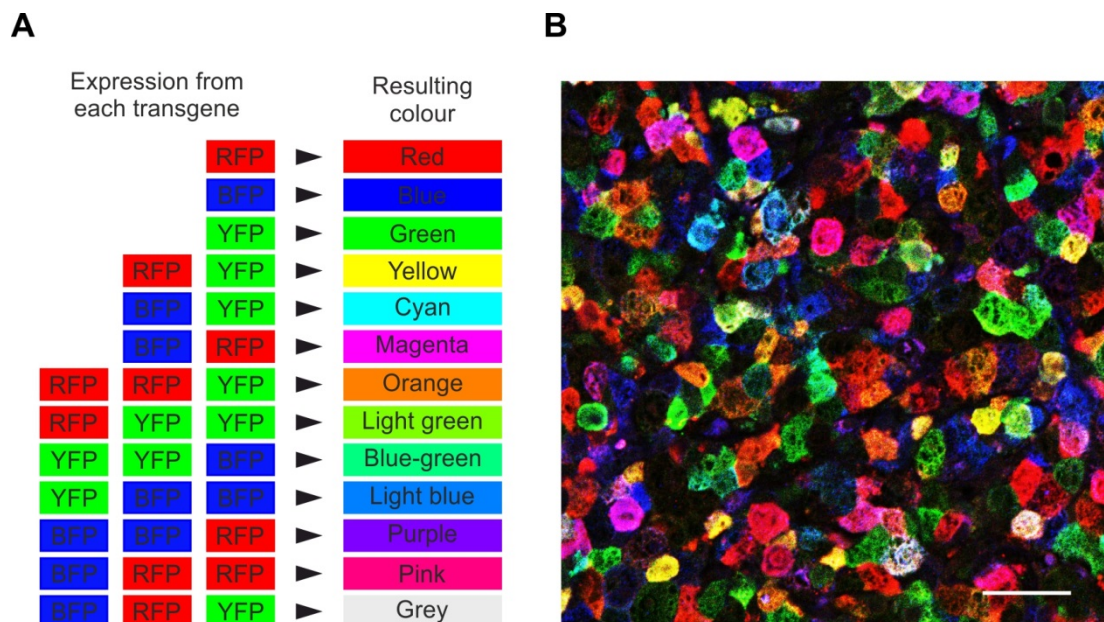 A
B
Expression from
each transgene
Resulting
colour
RFP Red
BFP Blue
YFP Green
RFP YFP Yellow
BFP YFP Cyan
BFP RFP Magenta
RFP RFP YFP Orange
RFP YFP YFP Light green
YFP YFP BFP Blue-green
YFP BFP BFP Light blue
BFP BFP RFP Purple
BFP RFP RFP Pink
BFP RFP YFP Grey